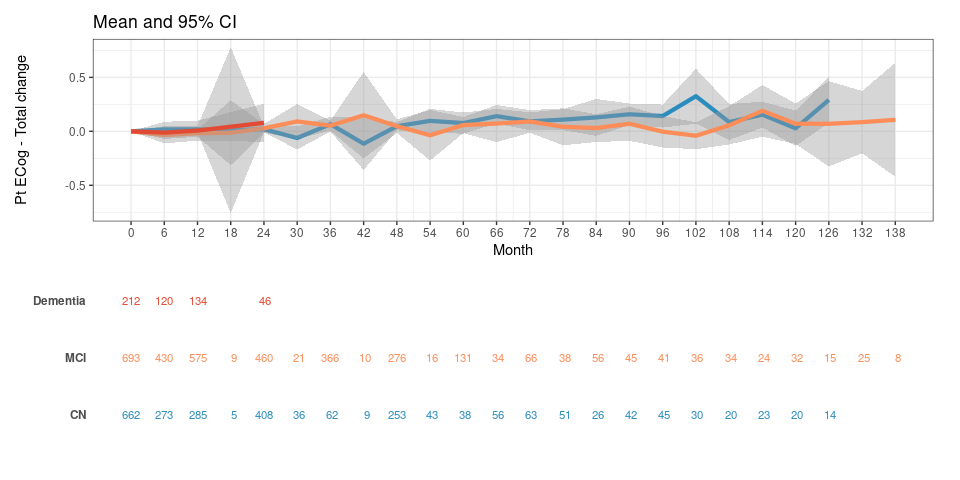 Mean and 95% CI
Pt ECog - Total change
0.5
0.0
-0.5
0 6 12 18 24 30 36 42 48 54 60 66 72 78 84 90 96 102 108 114 120 126 132 138
Month
Dementia 212 120 134 46
MCI 693 430 575 9 460 21 366 10 276 16 131 34 66 38 56 45 41 36 34 24 32 15 25 8
CN 662 273 285 5 408 36 62 9 253 43 38 56 63 51 26 42 45 30 20 23 20 14